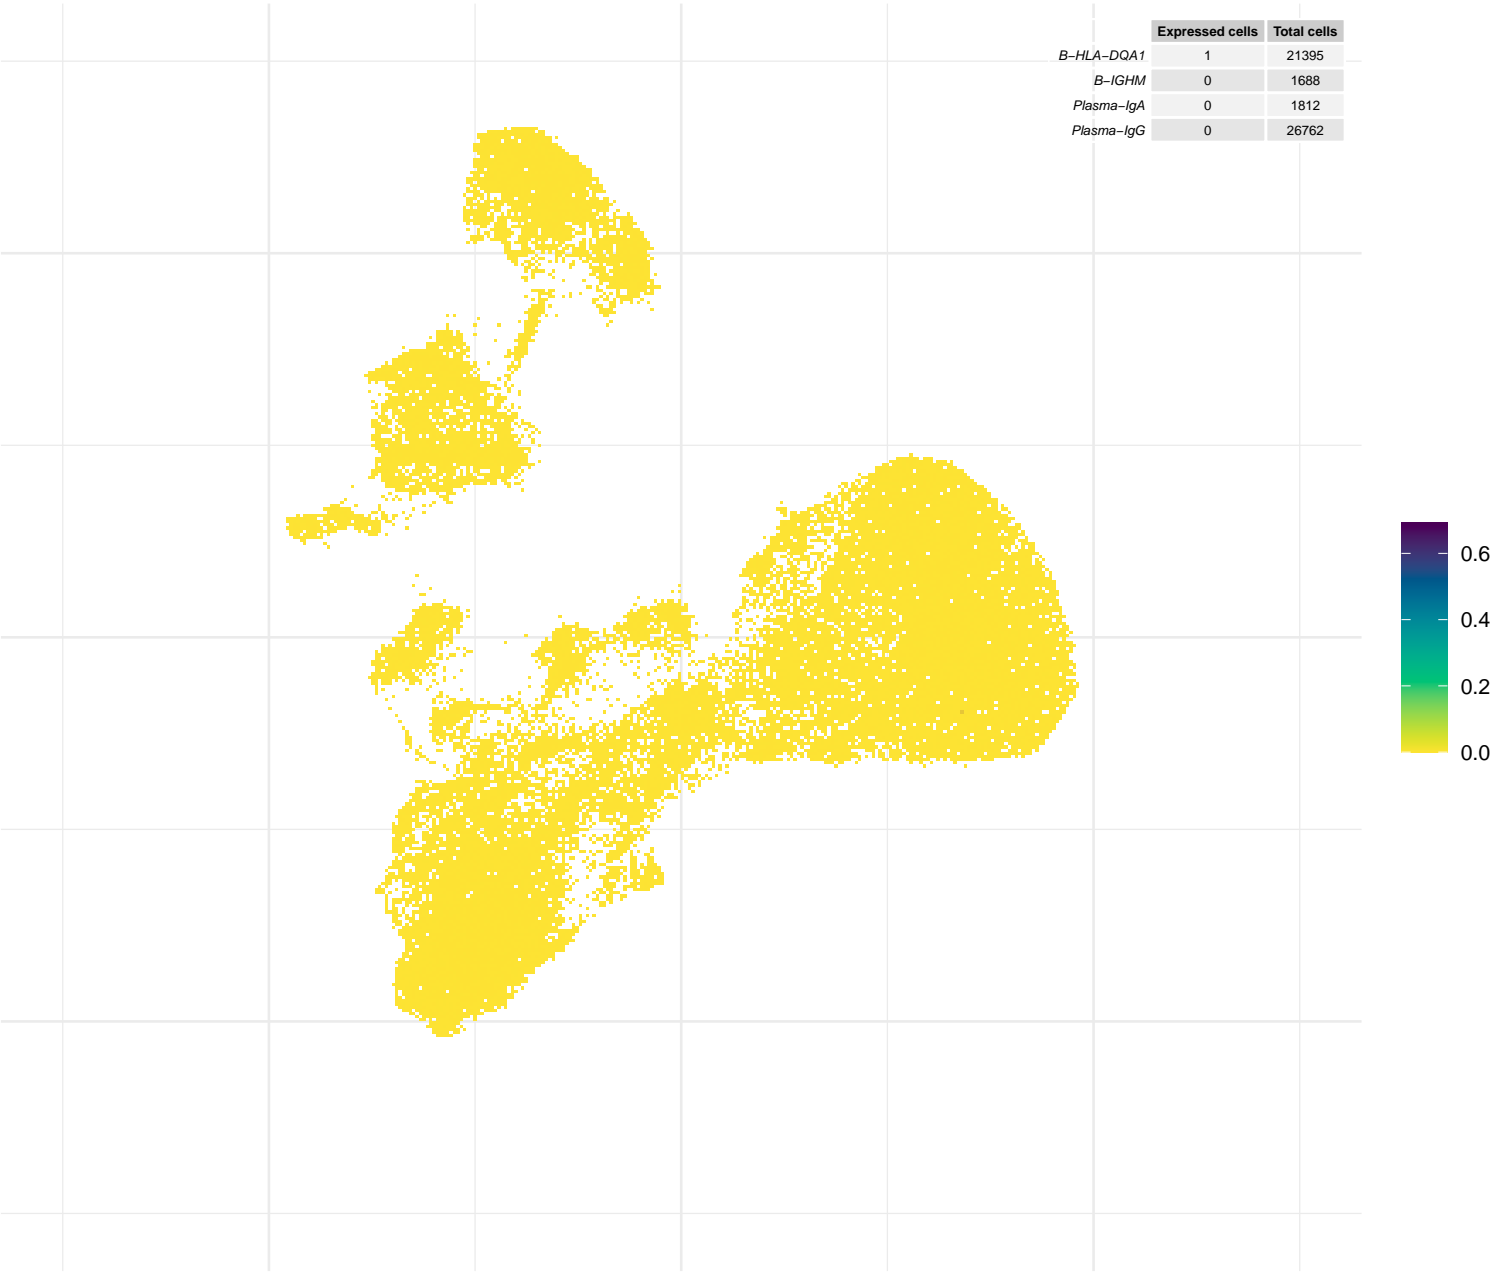 Expressed cells Total cells
B-HLA-DQA1 1 21395
B-IGHM 0 1688
Plasma-IgA 0 1812
Plasma-IgG 0 26762
0.6
0.4
0.2
0.0